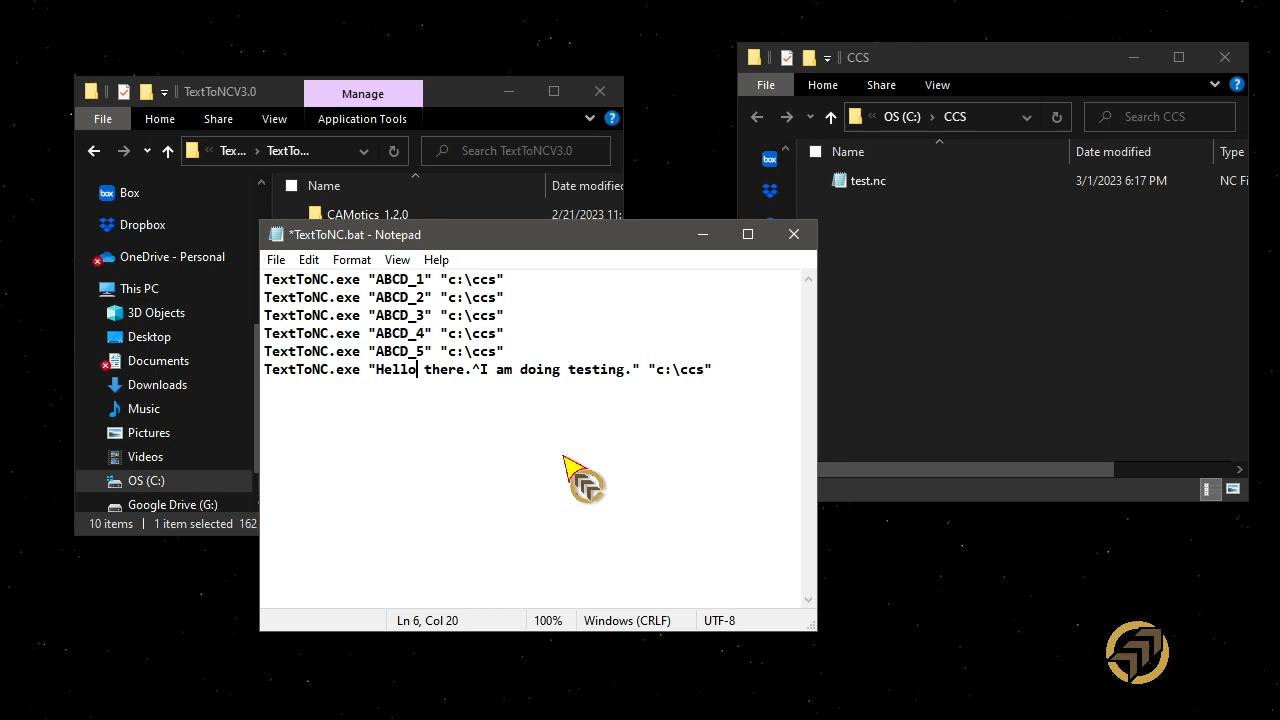 TextToNCV3.0
Manage
File
Home
Share
View
Application Tools
Tex...
TextTo...
Search TextToNCV3.0
Name
Date modified
CAMotics_1.2.0
2/21/2023 11:
Box
Dropbox
OneDrive - Personal
This PC
3D Objects
Desktop
Documents
Downloads
Music
Pictures
Videos
OS (C:)
Google Drive (G:)
10 items
1 item selected
162
CCS
File
Home
Share
View
OS (C:)
CCS
Search CCS
Name
Date modified
Type
test.nc
3/1/2023 6:17 PM
NC Fi
*TextToNC.bat - Notepad
File
Edit
Format
View
Help
TextToNC.exe "ABCD_1" "c:\ccs"
TextToNC.exe "ABCD_2" "c:\ccs"
TextToNC.exe "ABCD_3" "c:\ccs"
TextToNC.exe "ABCD_4" "c:\ccs"
TextToNC.exe "ABCD_5" "c:\ccs"
TextToNC.exe "Hello there.^I am doing testing." "c:\ccs"
Ln 6, Col 20
100%
Windows (CRLF)
UTF-8